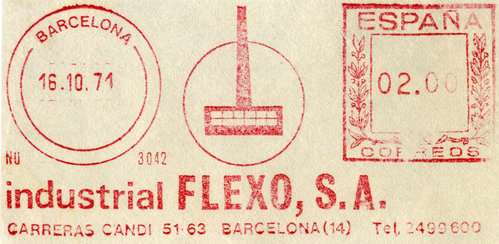 BARCELONA
16.10.71
ESPAÑA
02.00
CORREOS
NU 3042
industrial FLEXO, S.A.
CARRERAS CANDI 51-63 BARCELONA (14) Tel. 2499600